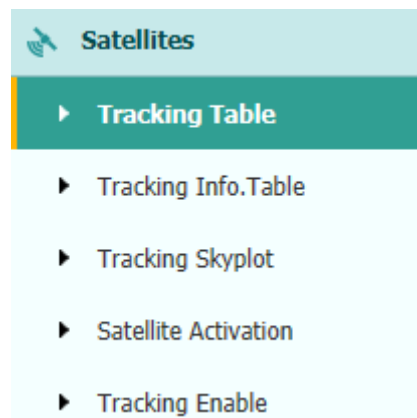 Satellites
Tracking Table
Tracking Info.Table
Tracking Skyplot
Satellite Activation
Tracking Enable